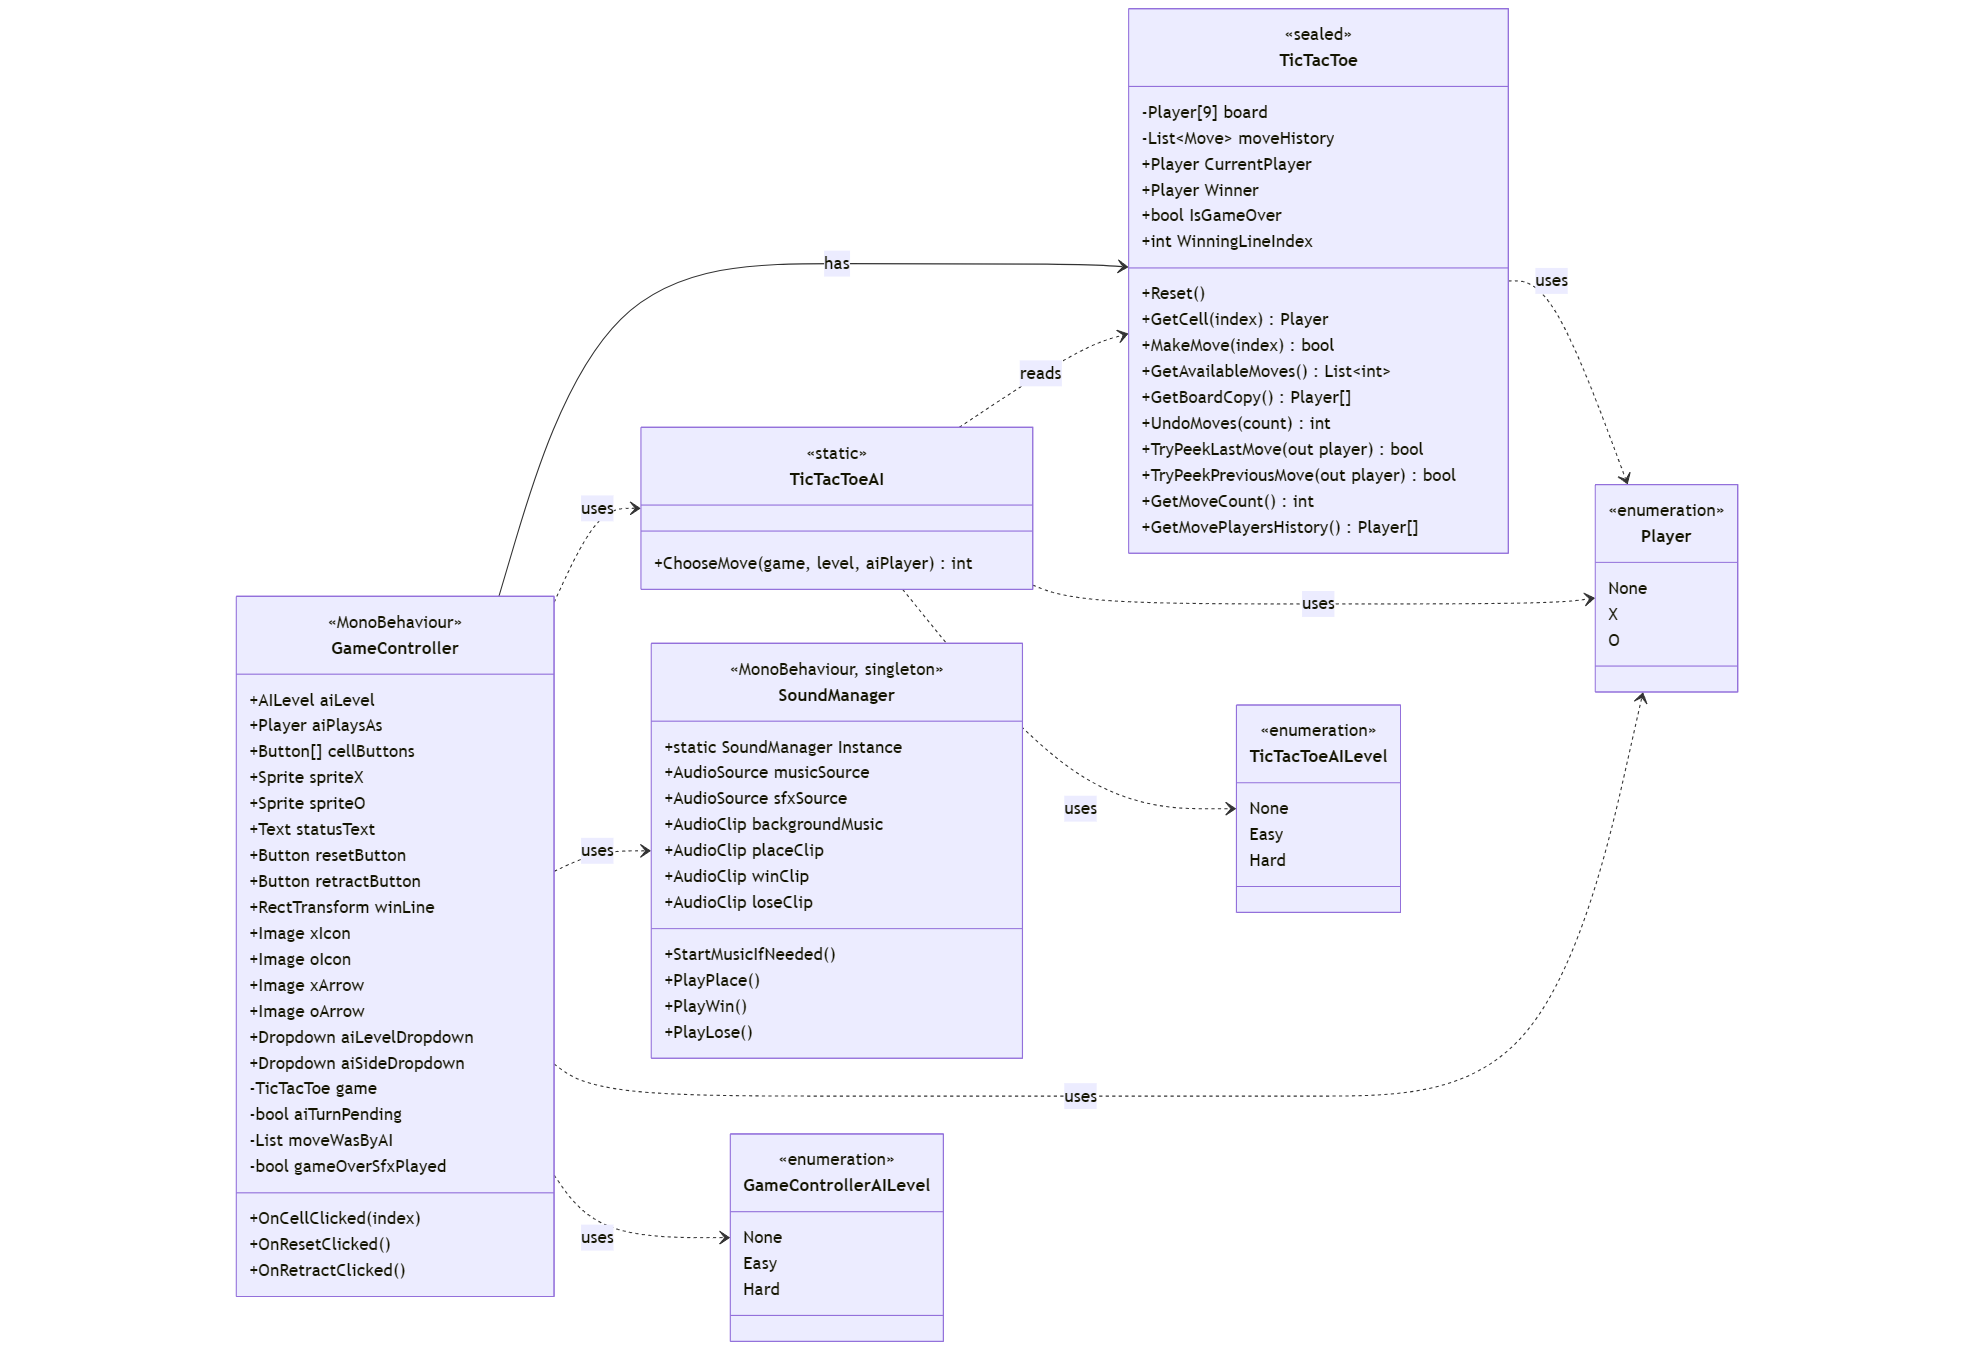 «sealed»
TicTacToe
-Player[9] board
-List<Move> moveHistory
+Player CurrentPlayer
+Player Winner
+bool IsGameOver
+int WinningLineIndex
+Reset()
+GetCell(index) : Player
+MakeMove(index) : bool
+GetAvailableMoves() : List<int>
+GetBoardCopy() : Player[]
+UndoMoves(count) : int
+TryPeekLastMove(out player) : bool
+TryPeekPreviousMove(out player) : bool
+GetMoveCount() : int
+GetMovePlayersHistory() : Player[]
has
uses
reads
«static»
TicTacToeAI
+ChooseMove(game, level, aiPlayer) : int
uses
uses
«enumeration»
Player
None
X
O
«MonoBehaviour»
GameController
+AILevel aiLevel
+Player aiPlaysAs
+Button[] cellButtons
+Sprite spriteX
+Sprite spriteO
+Text statusText
+Button resetButton
+Button retractButton
+RectTransform winLine
+Image xIcon
+Image oIcon
+Image xArrow
+Image oArrow
+Dropdown aiLevelDropdown
+Dropdown aiSideDropdown
-TicTacToe game
-bool aiTurnPending
-List moveWasByAI
-bool gameOverSfxPlayed
+OnCellClicked(index)
+OnResetClicked()
+OnRetractClicked()
uses
«MonoBehaviour, singleton»
SoundManager
+static SoundManager Instance
+AudioSource musicSource
+AudioSource sfxSource
+AudioClip backgroundMusic
+AudioClip placeClip
+AudioClip winClip
+AudioClip loseClip
+StartMusicIfNeeded()
+PlayPlace()
+PlayWin()
+PlayLose()
uses
«enumeration»
TicTacToeAILevel
None
Easy
Hard
uses
uses
«enumeration»
GameControllerAILevel
None
Easy
Hard